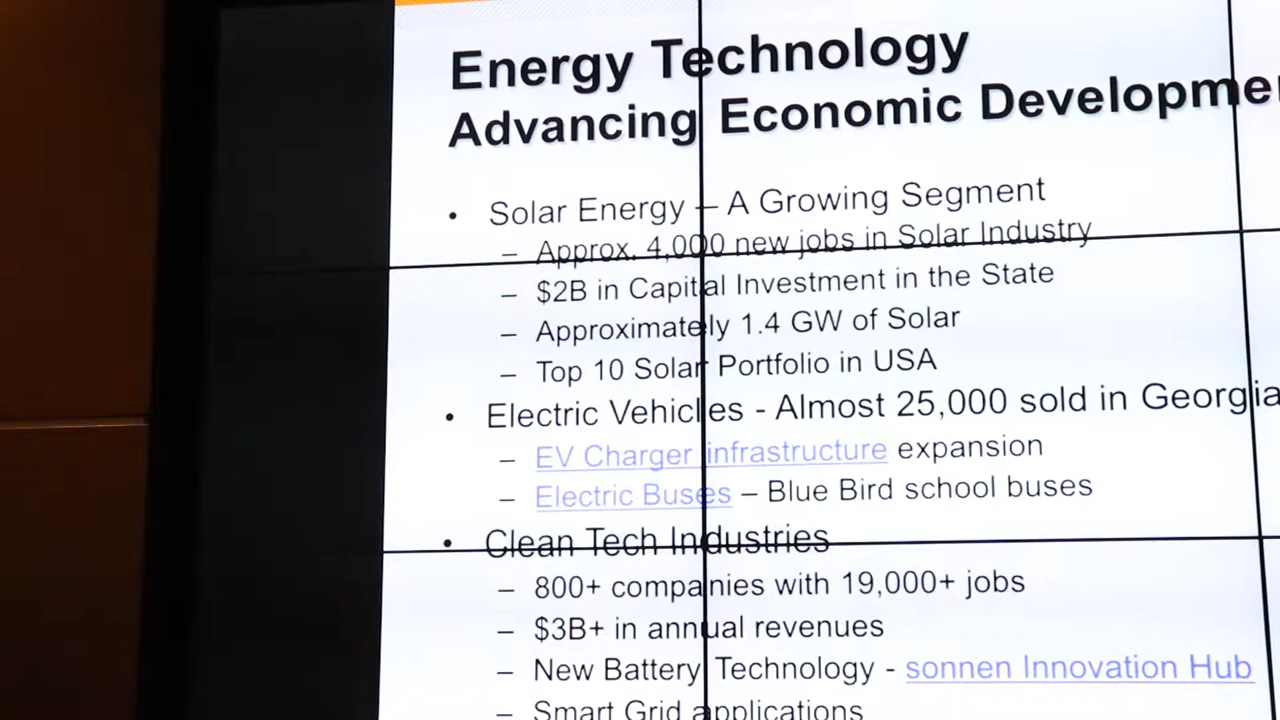 Energy Technology
Advancing Economic Developme
• Solar Energy – A Growing Segment
– Approx. 4,000 new jobs in Solar Industry
– $2B in Capital Investment in the State
– Approximately 1.4 GW of Solar
– Top 10 Solar Portfolio in USA
• Electric Vehicles - Almost 25,000 sold in Georgia
– EV Charger infrastructure expansion
– Electric Buses – Blue Bird school buses
• Clean Tech Industries
– 800+ companies with 19,000+ jobs
– $3B+ in annual revenues
– New Battery Technology - sonnen Innovation Hub
– Smart Grid applications